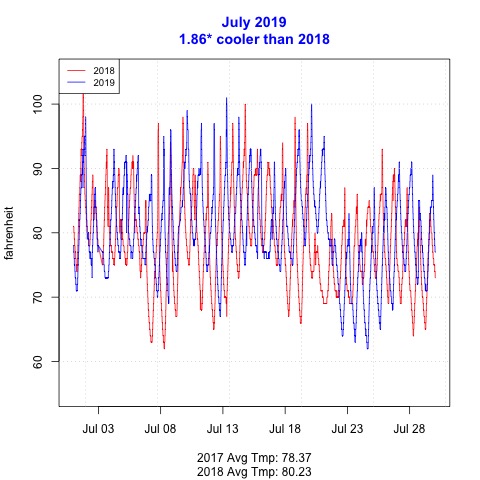 July 2019
1.86* cooler than 2018
2018
2019
fahrenheit
100
90
80
70
60
Jul 03 Jul 08 Jul 13 Jul 18 Jul 23 Jul 28
2017 Avg Tmp: 78.37
2018 Avg Tmp: 80.23